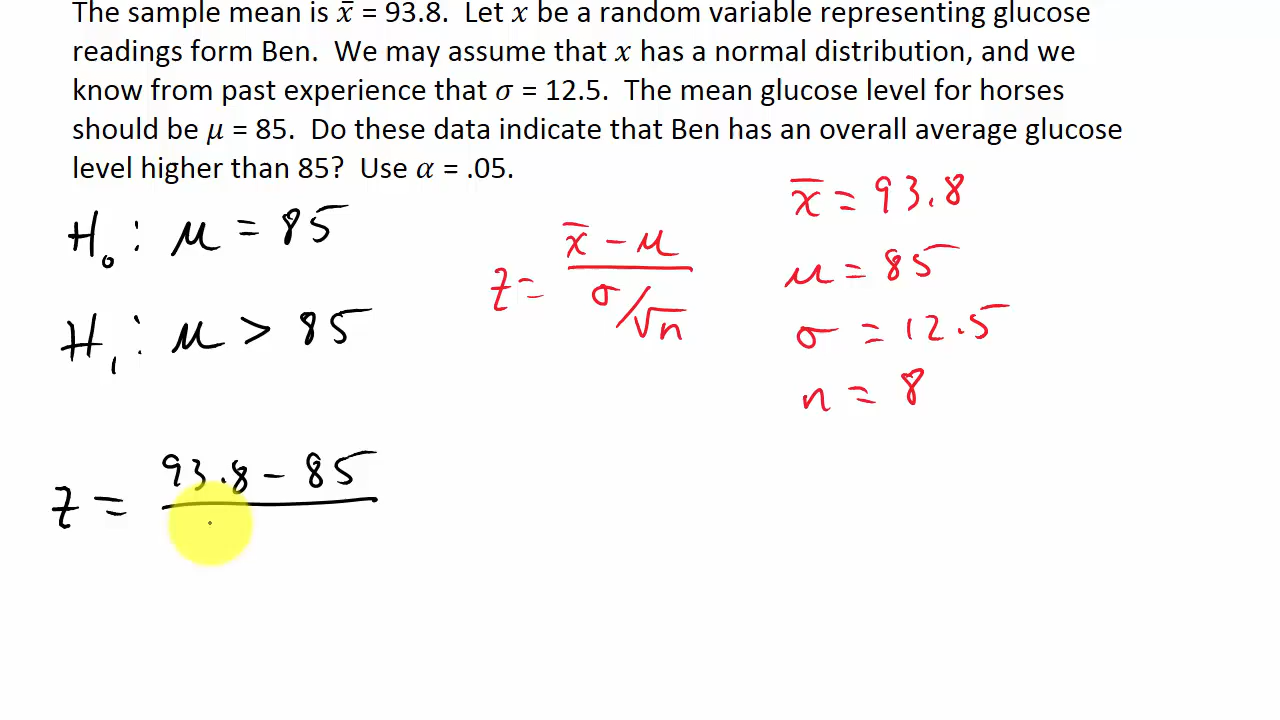 The sample mean is x̄ = 93.8. Let x be a random variable representing glucose
readings form Ben. We may assume that x has a normal distribution, and we
know from past experience that σ = 12.5. The mean glucose level for horses
should be μ = 85. Do these data indicate that Ben has an overall average glucose
level higher than 85? Use α = .05.
H₀ : μ = 85
H₁ : μ > 85
z = (x̄ − μ) / (σ/√n)
x̄ = 93.8
μ = 85
σ = 12.5
n = 8
z = 93.8 − 85